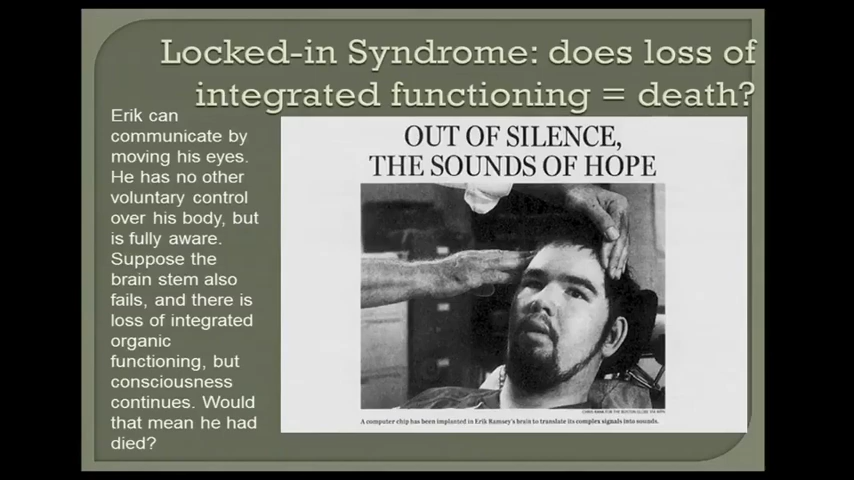 Locked-in Syndrome: does loss of
integrated functioning = death?
Erik can
communicate by
moving his eyes.
He has no other
voluntary control
over his body, but
is fully aware.
Suppose the
brain stem also
fails, and there is
loss of integrated
organic
functioning, but
consciousness
continues. Would
that mean he had
died?
OUT OF SILENCE,
THE SOUNDS OF HOPE
A computer chip has been implanted in Erik Ramsey's brain to translate its complex signals into sounds.